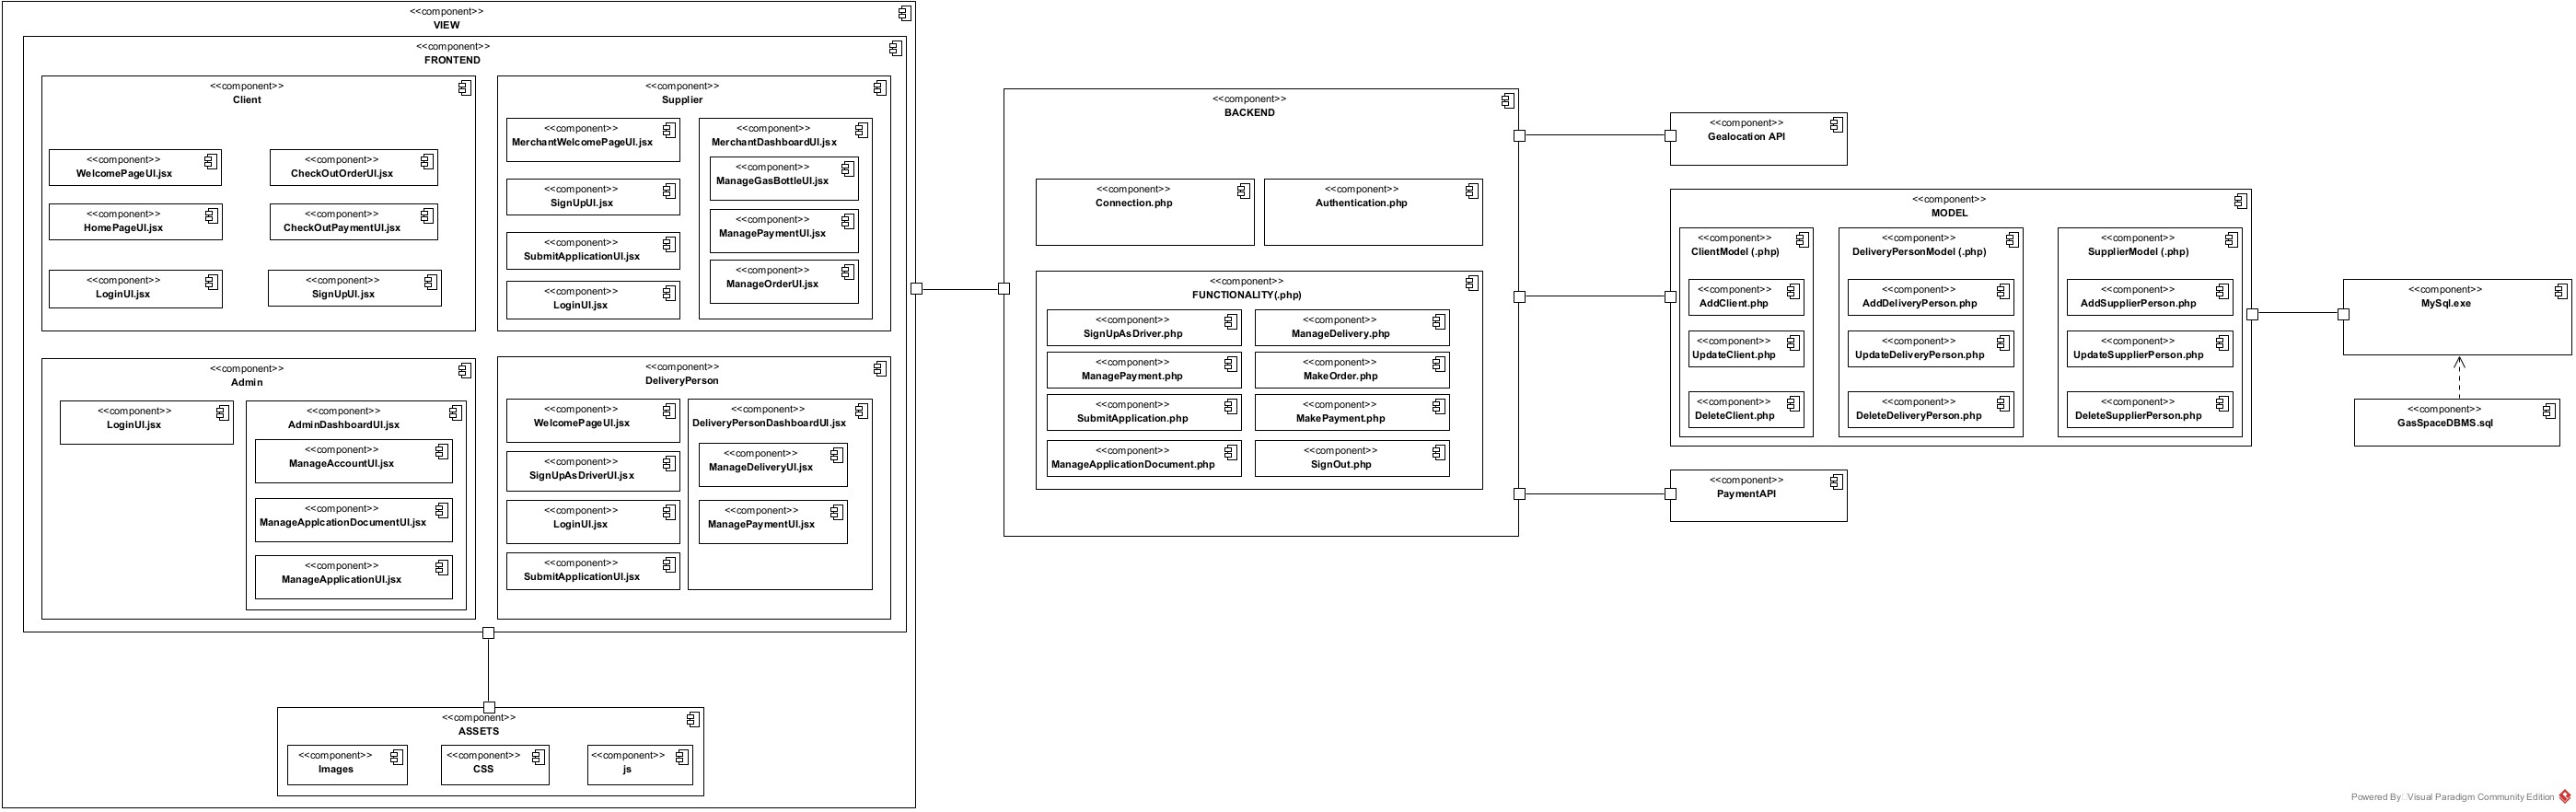 <<component>>
VIEW
<<component>>
FRONTEND
<<component>>
Client
<<component>>
WelcomePageUI.jsx
<<component>>
CheckOutOrderUI.jsx
<<component>>
HomePageUI.jsx
<<component>>
CheckOutPaymentUI.jsx
<<component>>
LoginUI.jsx
<<component>>
SignUpUI.jsx
<<component>>
Supplier
<<component>>
MerchantWelcomePageUI.jsx
<<component>>
SignUpUI.jsx
<<component>>
SubmitApplicationUI.jsx
<<component>>
LoginUI.jsx
<<component>>
MerchantDashboardUI.jsx
<<component>>
ManageGasBottleUI.jsx
<<component>>
ManagePaymentUI.jsx
<<component>>
ManageOrderUI.jsx
<<component>>
Admin
<<component>>
LoginUI.jsx
<<component>>
AdminDashboardUI.jsx
<<component>>
ManageAccountUI.jsx
<<component>>
ManageApplcationDocumentUI.jsx
<<component>>
ManageApplicationUI.jsx
<<component>>
DeliveryPerson
<<component>>
WelcomePageUI.jsx
<<component>>
SignUpAsDriverUI.jsx
<<component>>
LoginUI.jsx
<<component>>
SubmitApplicationUI.jsx
<<component>>
DeliveryPersonDashboardUI.jsx
<<component>>
ManageDeliveryUI.jsx
<<component>>
ManagePaymentUI.jsx
<<component>>
ASSETS
<<component>>
Images
<<component>>
CSS
<<component>>
js
<<component>>
BACKEND
<<component>>
Connection.php
<<component>>
Authentication.php
<<component>>
FUNCTIONALITY(.php)
<<component>>
SignUpAsDriver.php
<<component>>
ManageDelivery.php
<<component>>
ManagePayment.php
<<component>>
MakeOrder.php
<<component>>
SubmitApplication.php
<<component>>
MakePayment.php
<<component>>
ManageApplicationDocument.php
<<component>>
SignOut.php
<<component>>
Gealocation API
<<component>>
MODEL
<<component>>
ClientModel (.php)
<<component>>
AddClient.php
<<component>>
UpdateClient.php
<<component>>
DeleteClient.php
<<component>>
DeliveryPersonModel (.php)
<<component>>
AddDeliveryPerson.php
<<component>>
UpdateDeliveryPerson.php
<<component>>
DeleteDeliveryPerson.php
<<component>>
SupplierModel (.php)
<<component>>
AddSupplierPerson.php
<<component>>
UpdateSupplierPerson.php
<<component>>
DeleteSupplierPerson.php
<<component>>
PaymentAPI
<<component>>
MySql.exe
<<component>>
GasSpaceDBMS.sql
Powered By Visual Paradigm Community Edition